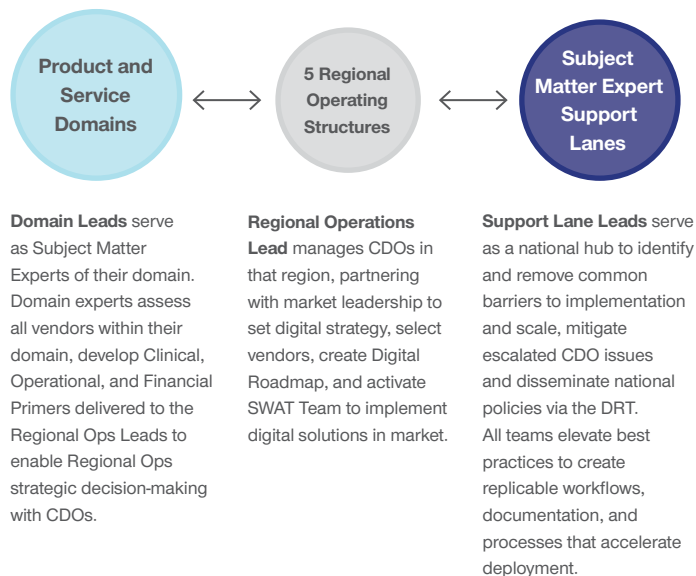 Product and
Service
Domains
5 Regional
Operating
Structures
Subject
Matter Expert
Support
Lanes
Domain Leads serve
as Subject Matter
Experts of their domain.
Domain experts assess
all vendors within their
domain, develop Clinical,
Operational, and Financial
Primers delivered to the
Regional Ops Leads to
enable Regional Ops
strategic decision-making
with CDOs.
Regional Operations
Lead manages CDOs in
that region, partnering
with market leadership to
set digital strategy, select
vendors, create Digital
Roadmap, and activate
SWAT Team to implement
digital solutions in market.
Support Lane Leads serve
as a national hub to identify
and remove common
barriers to implementation
and scale, mitigate
escalated CDO issues
and disseminate national
policies via the DRT.
All teams elevate best
practices to create
replicable workflows,
documentation, and
processes that accelerate
deployment.